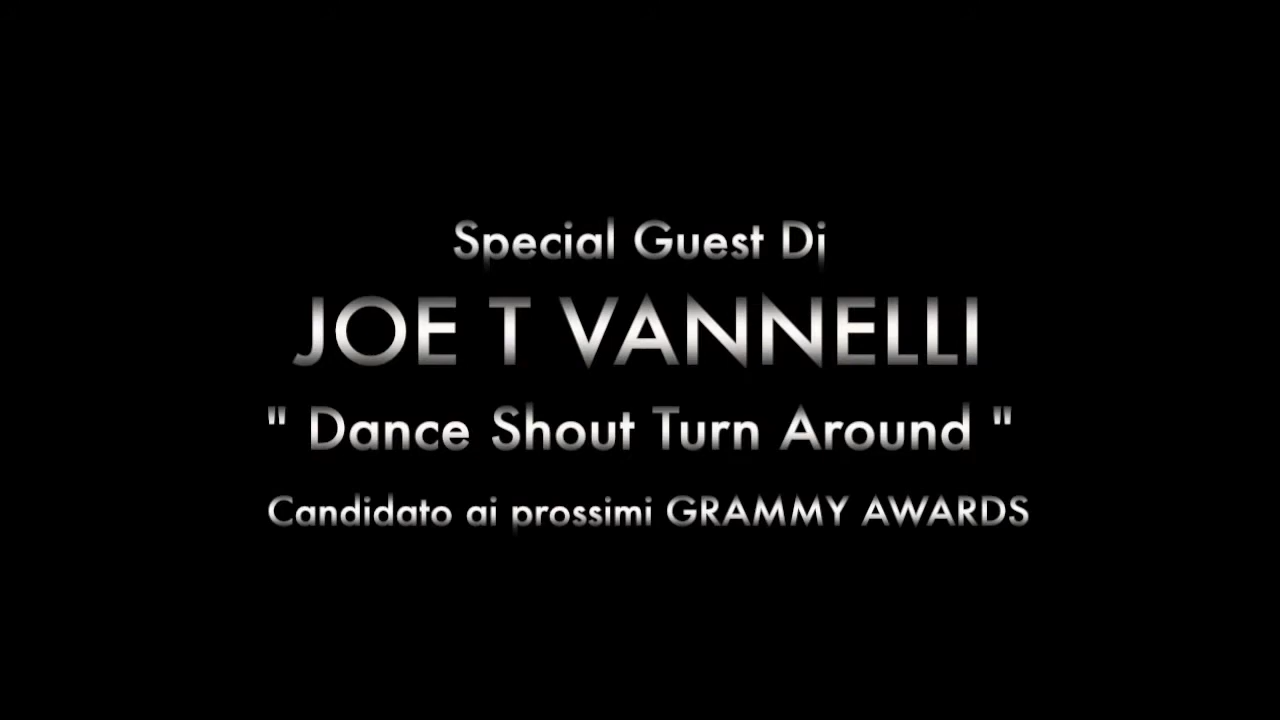 Special Guest Dj
JOE T VANNELLI
" Dance Shout Turn Around "
Candidato ai prossimi GRAMMY AWARDS